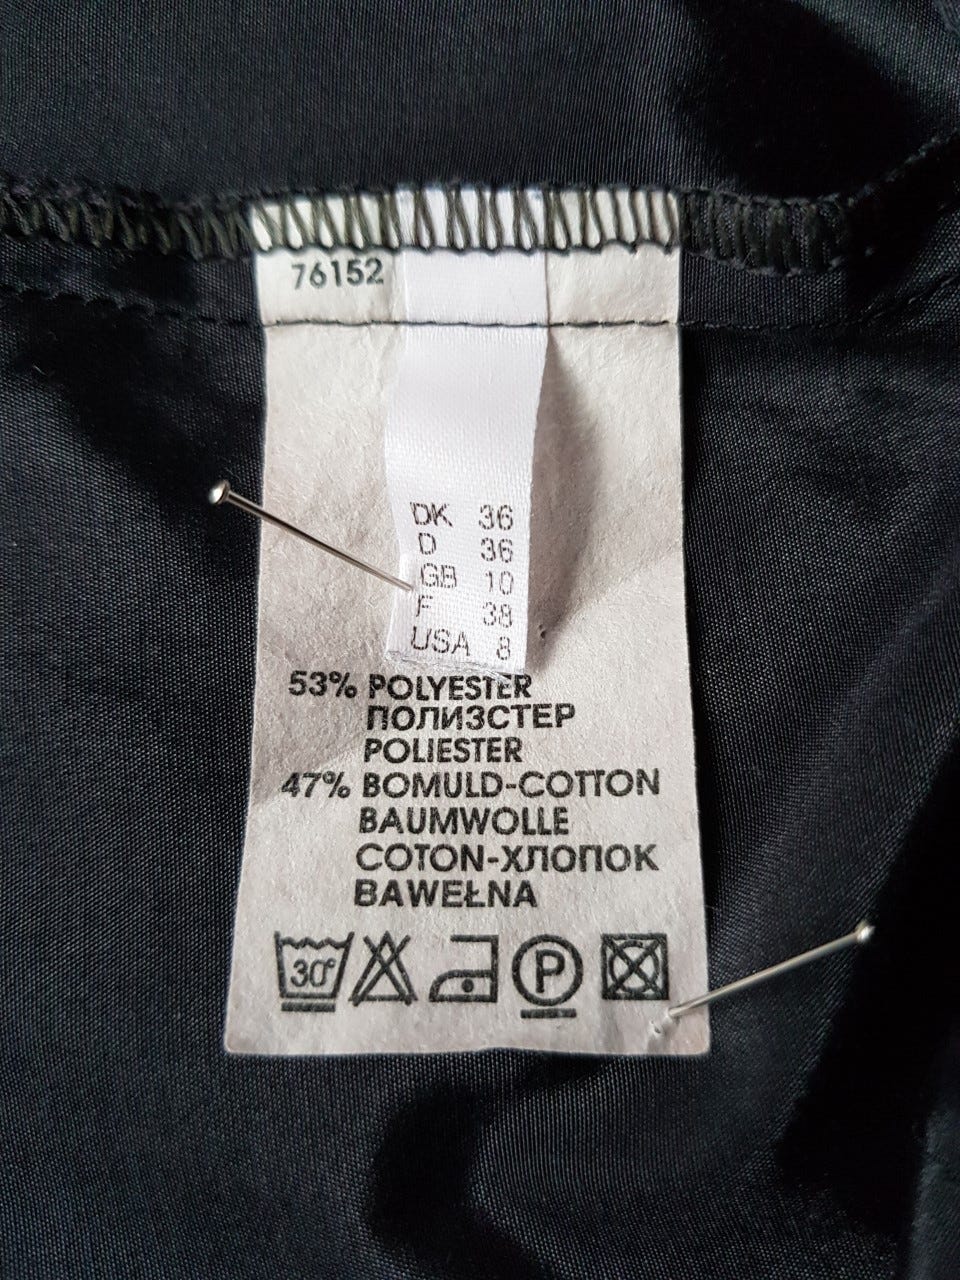 76152
DK 36
D 36
GB 10
F 38
USA 8
53% POLYESTER
ПОЛИЗСТЕР
POLIESTER
47% BOMULD-COTTON
BAUMWOLLE
COTON-ХЛОПОК
BAWEŁNA
30° P